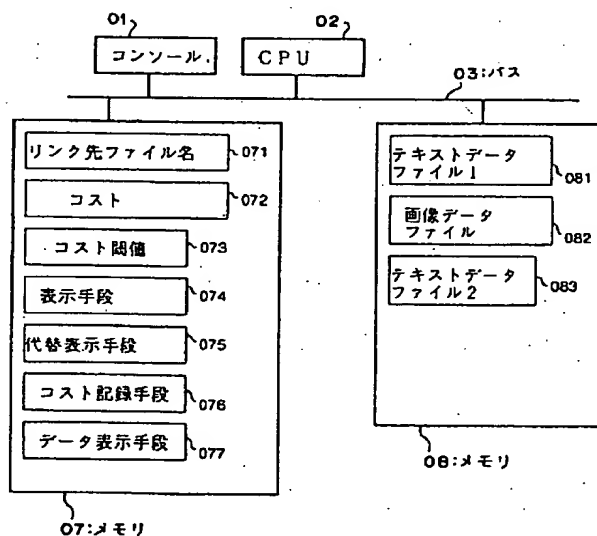 01
コンソール
02
CPU
03:バス
リンク先ファイル名
071
コスト
072
コスト閾値
073
表示手段
074
代替表示手段
075
コスト記録手段
076
データ表示手段
077
07:メモリ
テキストデータ
ファイル1
081
画像データ
ファイル
082
テキストデータ
ファイル2
083
08:メモリ